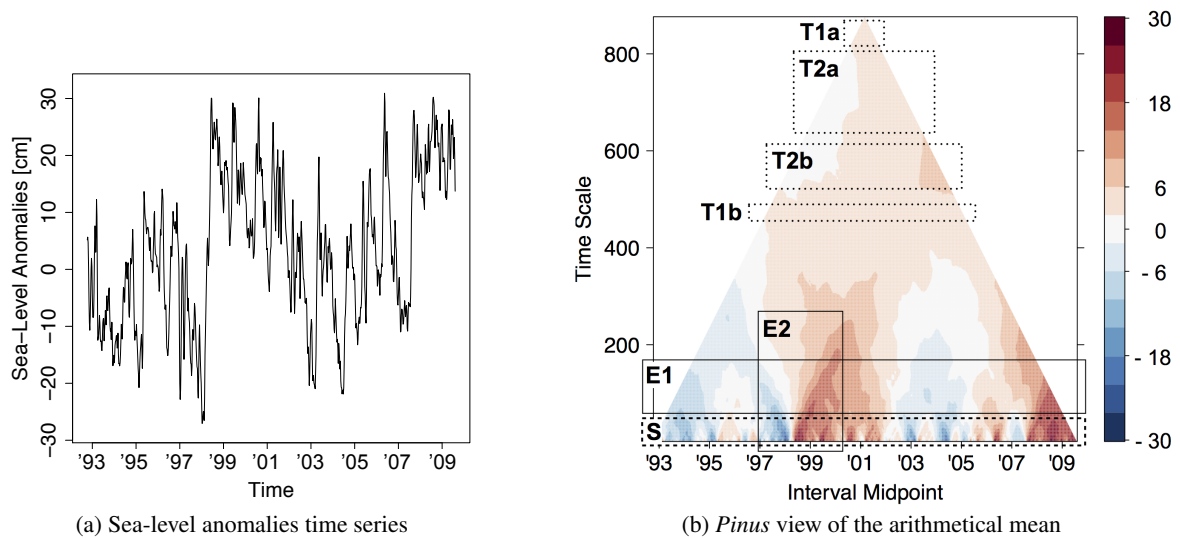 30
20
10
0
−10
−20
−30
Sea−Level Anomalies [cm]
'93 '95 '97 '99 '01 '03 '05 '07 '09
Time
(a) Sea-level anomalies time series
800
600
400
200
Time Scale
T1a
T2a
T2b
T1b
E2
E1
S
'93 '95 '97 '99 '01 '03 '05 '07 '09
Interval Midpoint
30
18
6
0
- 6
- 18
- 30
(b) Pinus view of the arithmetical mean